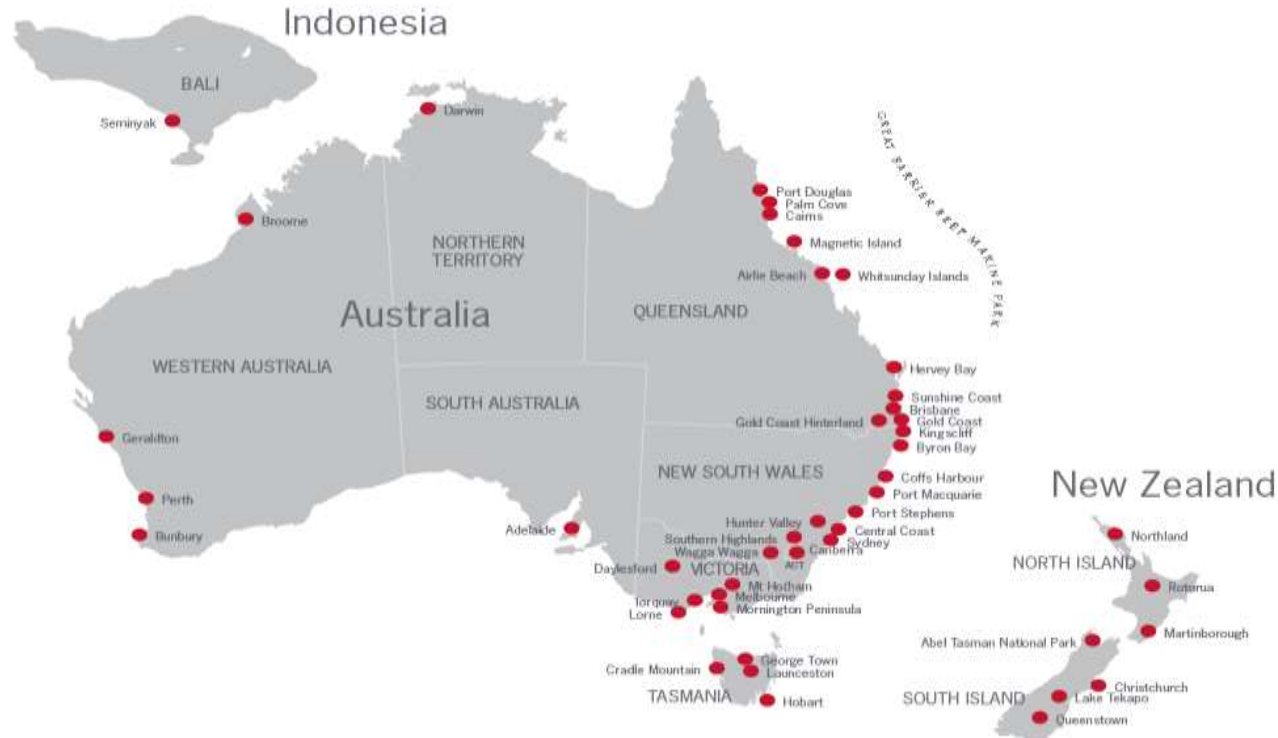 Indonesia
BALI
Seminyak
Darwin
Broome
NORTHERN
TERRITORY
Australia
WESTERN AUSTRALIA
SOUTH AUSTRALIA
QUEENSLAND
GREAT BARRIER REEF MARINE PARK
Port Douglas
Palm Cove
Cairns
Magnetic Island
Airlie Beach
Whitsunday Islands
Hervey Bay
Sunshine Coast
Brisbane
Gold Coast Hinterland
Gold Coast
Kingscliff
Byron Bay
NEW SOUTH WALES
Coffs Harbour
Port Macquarie
Port Stephens
Hunter Valley
Central Coast
Southern Highlands
Sydney
Wagga Wagga
Canberra
ACT
Geraldton
Perth
Bunbury
Adelaide
Daylesford
VICTORIA
Mt Hotham
Melbourne
Torquay
Mornington Peninsula
Lorne
George Town
Cradle Mountain
Launceston
TASMANIA
Hobart
New Zealand
Northland
NORTH ISLAND
Rotorua
Martinborough
Abel Tasman National Park
Christchurch
SOUTH ISLAND
Lake Tekapo
Queenstown